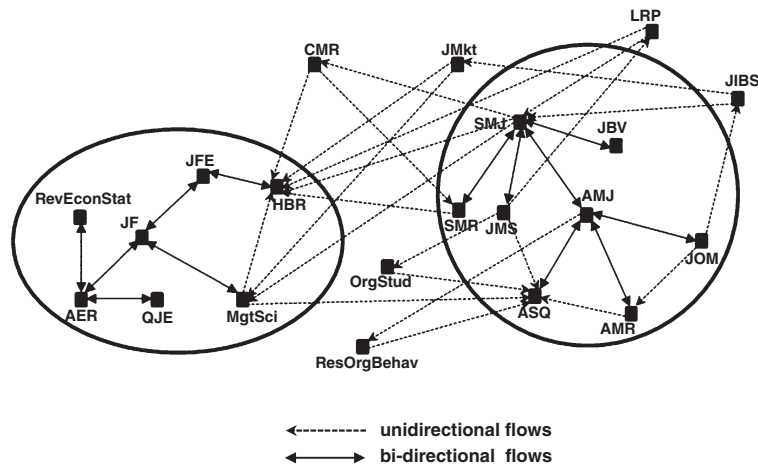 LRP
CMR
JMkt
JIBS
SMJ
JBV
JFE
RevEconStat
HBR
AMJ
JF
SMR
JMS
JOM
OrgStud
AER
QJE
MgtSci
ASQ
AMR
ResOrgBehav
unidirectional flows
bi-directional flows